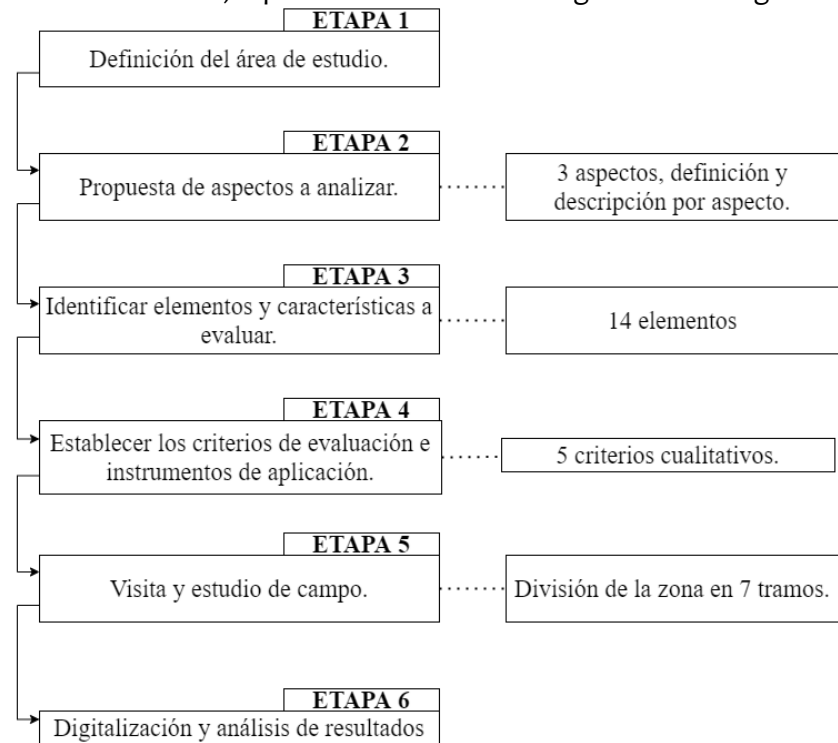 ETAPA 1
Definición del área de estudio.
ETAPA 2
Propuesta de aspectos a analizar.
3 aspectos, definición y
descripción por aspecto.
ETAPA 3
Identificar elementos y características a
evaluar.
14 elementos
ETAPA 4
Establecer los criterios de evaluación e
instrumentos de aplicación.
5 criterios cualitativos.
ETAPA 5
Visita y estudio de campo.
División de la zona en 7 tramos.
ETAPA 6
Digitalización y análisis de resultados